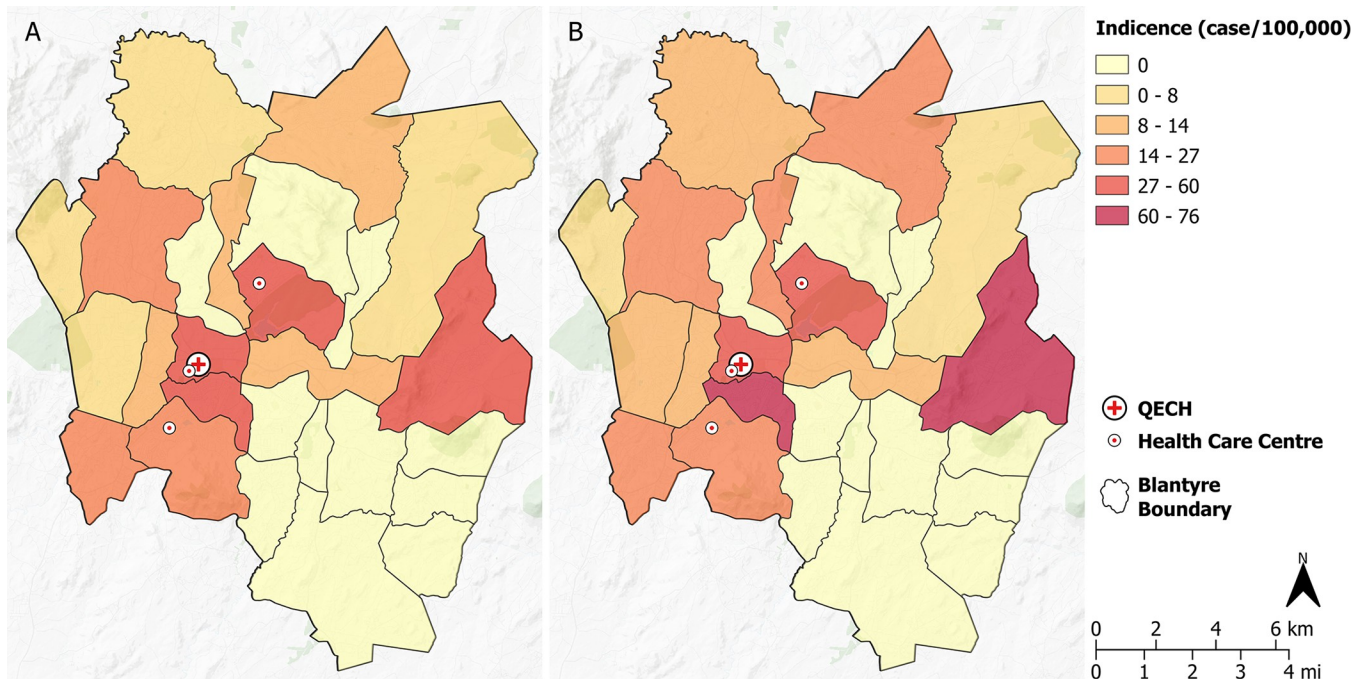 A
B
Indicence (case/100,000)
0
0 - 8
8 - 14
14 - 27
27 - 60
60 - 76
QECH
Health Care Centre
Blantyre
Boundary
N
0 2 4 6 km
0 1 2 3 4 mi